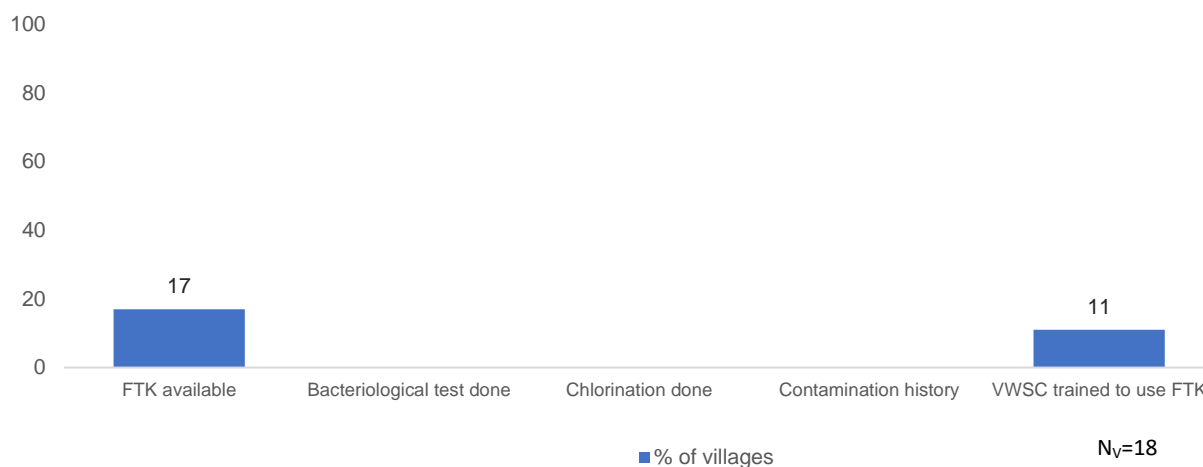 100
80
60
40
20
0
17
11
FTK available
Bacteriological test done
Chlorination done
Contamination history
VWSC trained to use FTK
% of villages
NV=18